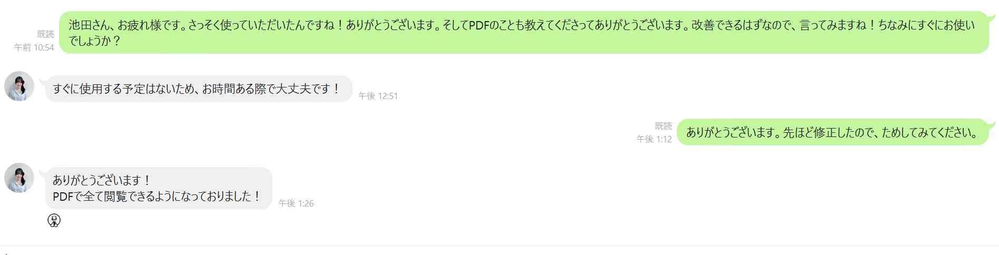 池田さん、お疲れ様です。さっそく使っていただいたんですね！ありがとうございます。そしてPDFのことも教えてくださってありがとうございます。改善できるはずなので、言ってみますね！ちなみにすぐにお使い
でしょうか？
既読
午前 10:54
すぐに使用する予定はないため、お時間ある際で大丈夫です！
午後 12:51
既読
午後 1:12
ありがとうございます。先ほど修正したので、ためしてみてください。
ありがとうございます！
PDFで全て閲覧できるようになっておりました！
午後 1:26